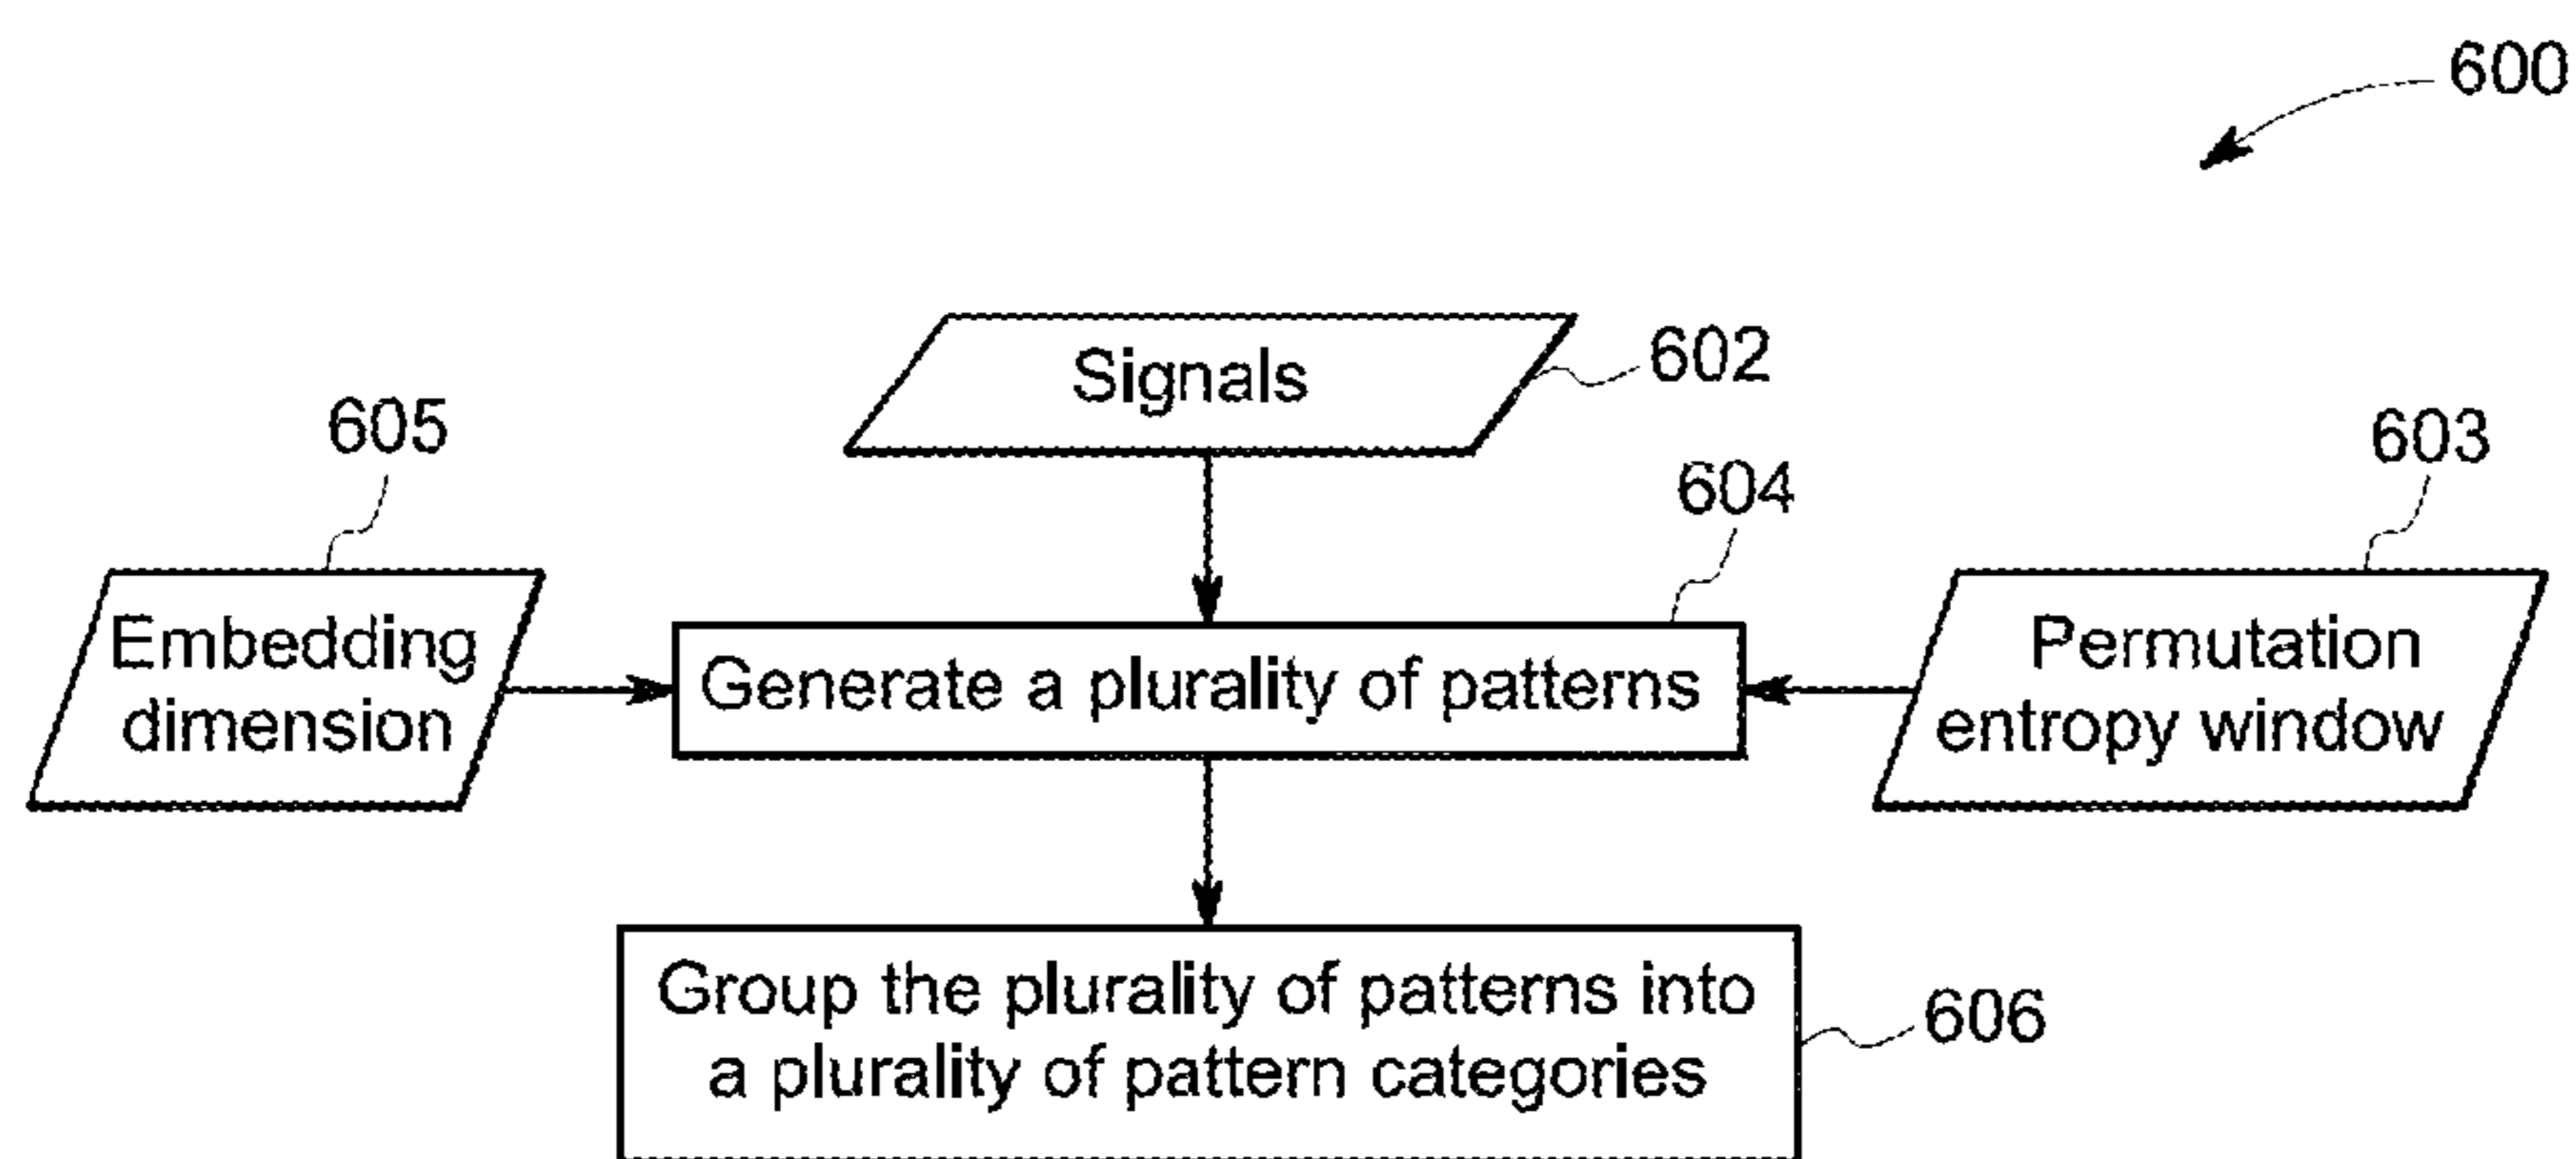 600
Signals
602
605
604
603
Embedding
dimension
Generate a plurality of patterns
Permutation
entropy window
Group the plurality of patterns into
a plurality of pattern categories
606